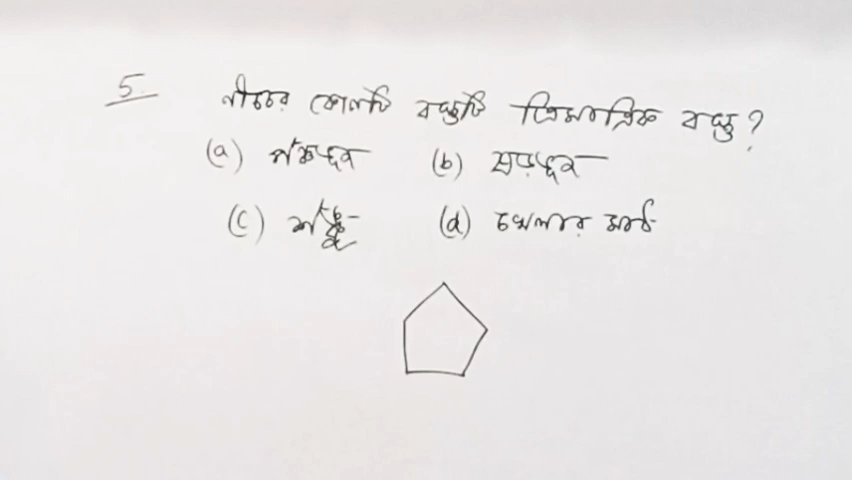 5. নীচের কোনটি বস্তুটি ত্রিমাত্রিক বস্তু?
(a) পঞ্চভুজ (b) ষড়ভুজ
(c) শঙ্কু (d) খেলার মাঠ